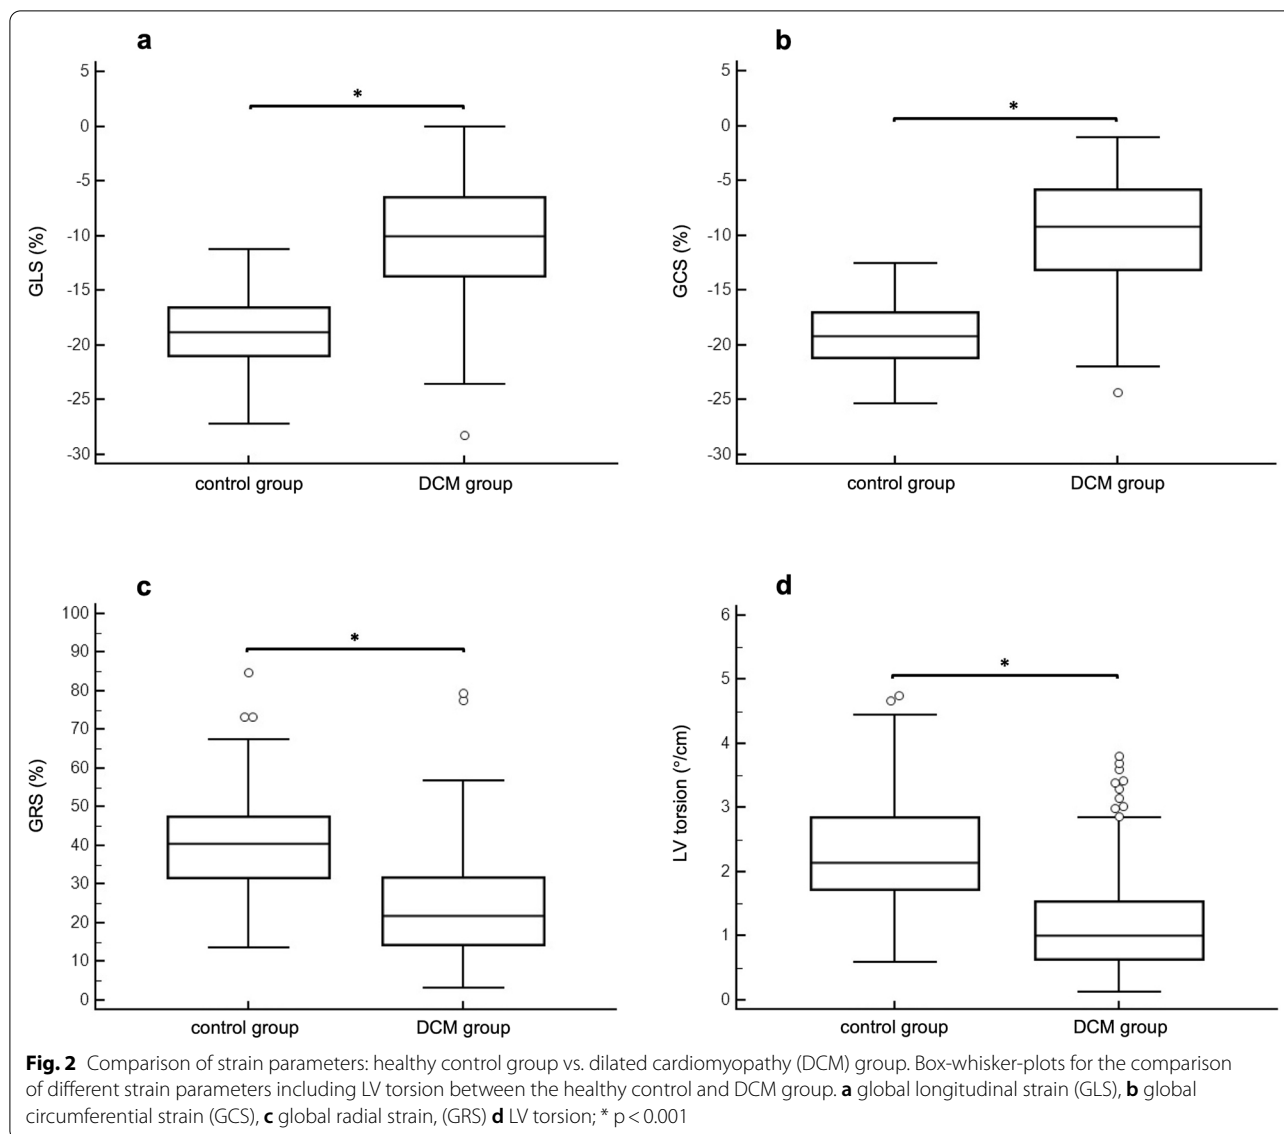 a
5
0
-5
-10
-15
-20
-25
-30
GLS (%)
*
control group DCM group
b
5
0
-5
-10
-15
-20
-25
-30
GCS (%)
*
control group DCM group
c
100
90
80
70
60
50
40
30
20
10
0
GRS (%)
*
control group DCM group
d
6
5
4
3
2
1
0
LV torsion (°/cm)
*
control group DCM group
Fig. 2 Comparison of strain parameters: healthy control group vs. dilated cardiomyopathy (DCM) group. Box-whisker-plots for the comparison
of different strain parameters including LV torsion between the healthy control and DCM group. a global longitudinal strain (GLS), b global
circumferential strain (GCS), c global radial strain, (GRS) d LV torsion; * p < 0.001